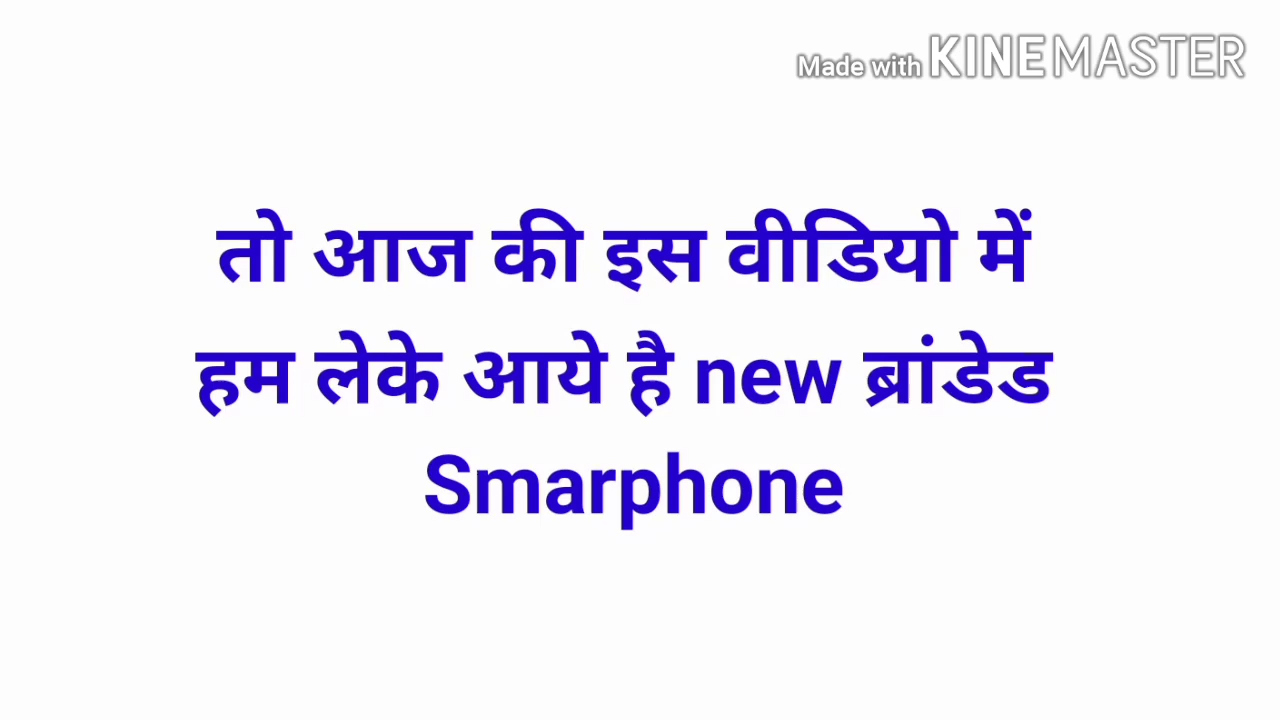 Made with KINEMASTER
तो आज की इस वीडियो में
हम लेके आये है new ब्रांडेड
Smarphone